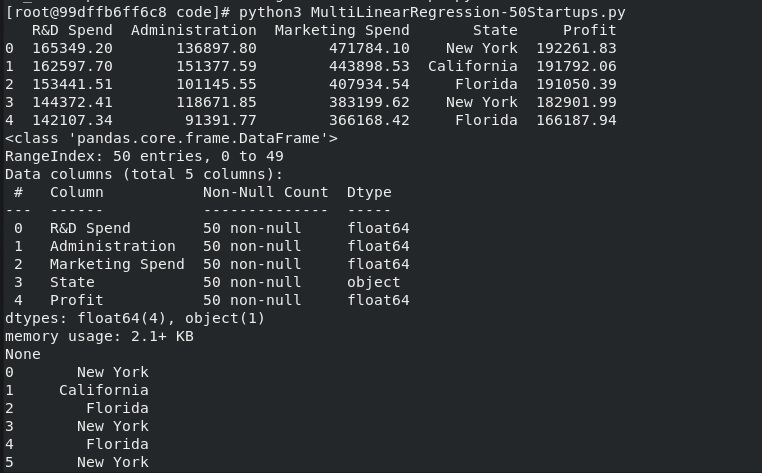 [root@99dffb6ff6c8 code]# python3 MultiLinearRegression-50Startups.py
   R&D Spend  Administration  Marketing Spend       State     Profit
0  165349.20       136897.80        471784.10    New York  192261.83
1  162597.70       151377.59        443898.53  California  191792.06
2  153441.51       101145.55        407934.54     Florida  191050.39
3  144372.41       118671.85        383199.62    New York  182901.99
4  142107.34        91391.77        366168.42     Florida  166187.94
<class 'pandas.core.frame.DataFrame'>
RangeIndex: 50 entries, 0 to 49
Data columns (total 5 columns):
 #   Column           Non-Null Count  Dtype
---  ------           --------------  -----
 0   R&D Spend        50 non-null     float64
 1   Administration   50 non-null     float64
 2   Marketing Spend  50 non-null     float64
 3   State            50 non-null     object
 4   Profit           50 non-null     float64
dtypes: float64(4), object(1)
memory usage: 2.1+ KB
None
0       New York
1     California
2        Florida
3       New York
4        Florida
5       New York